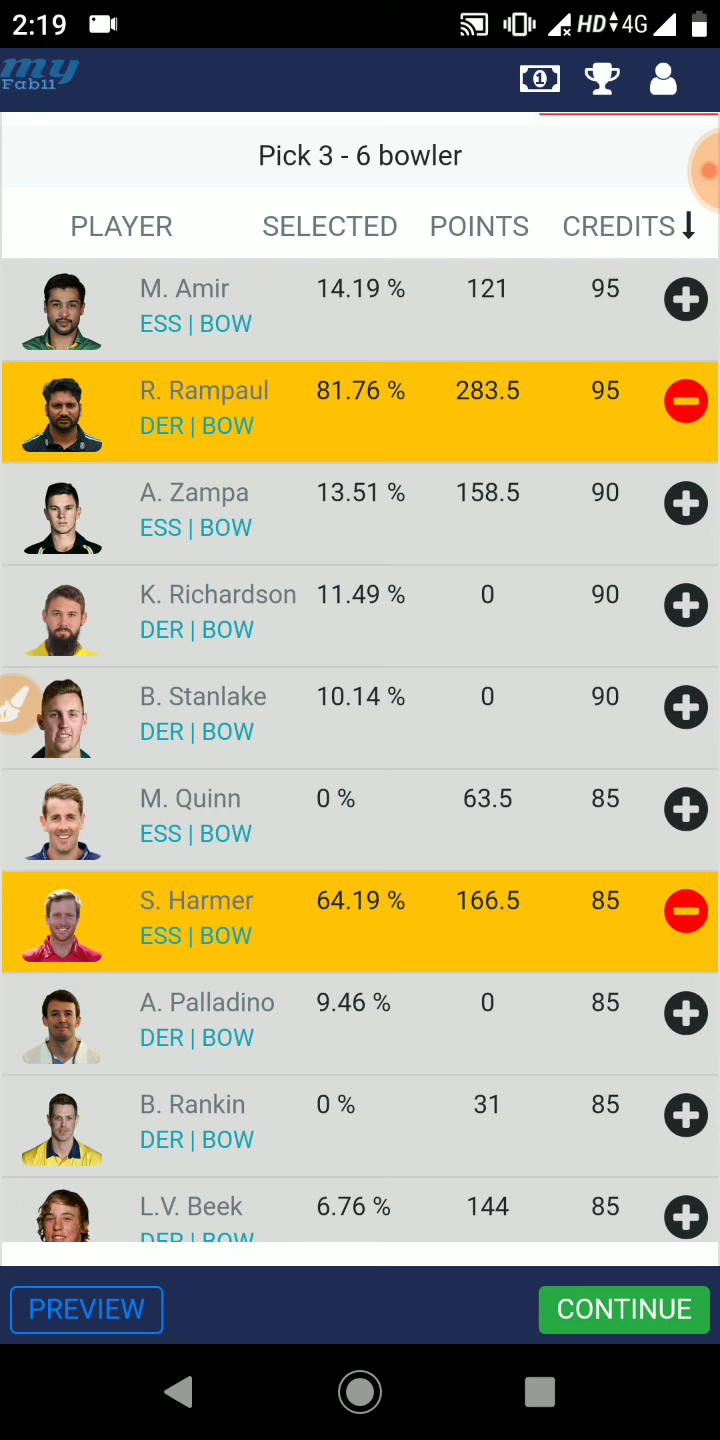 2:19 HD 4G
my
Fab11
1
Pick 3 - 6 bowler
PLAYER SELECTED POINTS CREDITS
M. Amir 14.19 % 121 95
ESS | BOW
R. Rampaul 81.76 % 283.5 95
DER | BOW
A. Zampa 13.51 % 158.5 90
ESS | BOW
K. Richardson 11.49 % 0 90
DER | BOW
B. Stanlake 10.14 % 0 90
DER | BOW
M. Quinn 0 % 63.5 85
ESS | BOW
S. Harmer 64.19 % 166.5 85
ESS | BOW
A. Palladino 9.46 % 0 85
DER | BOW
B. Rankin 0 % 31 85
DER | BOW
L.V. Beek 6.76 % 144 85
DER | BOW
PREVIEW CONTINUE